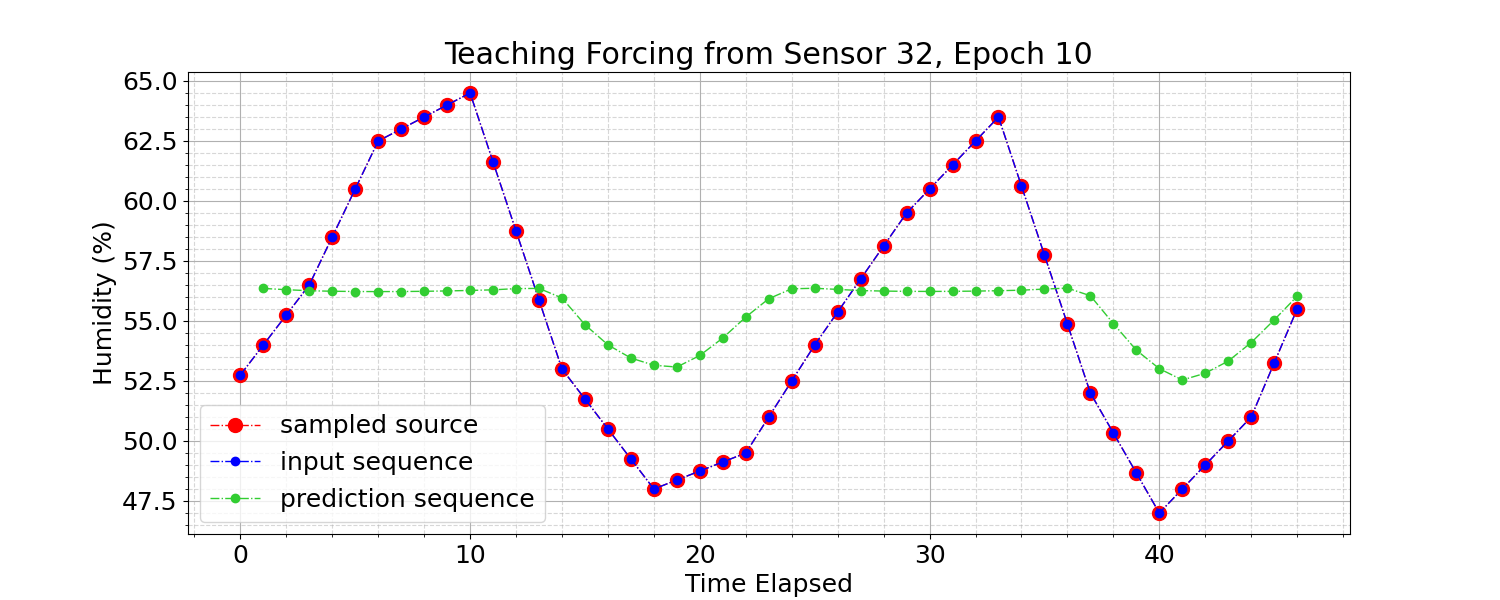 Teaching Forcing from Sensor 32, Epoch 10
Humidity (%)
65.0
62.5
60.0
57.5
55.0
52.5
50.0
47.5
sampled source
input sequence
prediction sequence
0 10 20 30 40
Time Elapsed